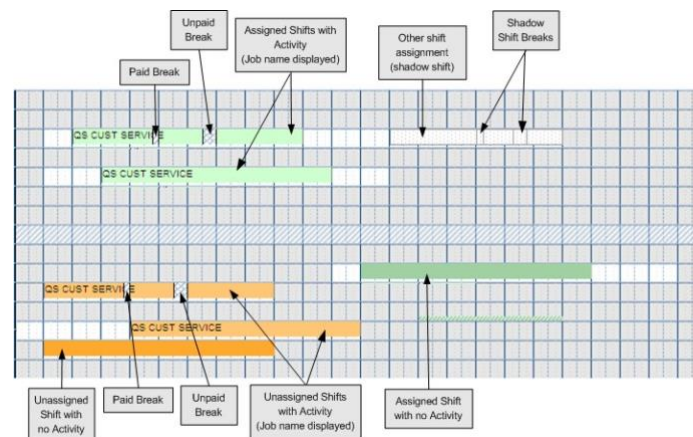 Unpaid
Break
Assigned Shifts with
Activity
(Job name displayed)
Other shift
assignment
(shadow shift)
Shadow
Shift Breaks
Paid Break
QS CUST SERVICE
QS CUST SERVICE
QS CUST SERVICE
QS CUST SERVICE
Unassigned
Shift with
no Activity
Paid Break
Unpaid
Break
Unassigned Shifts
with Activity
(Job name displayed)
Assigned Shift
with no Activity